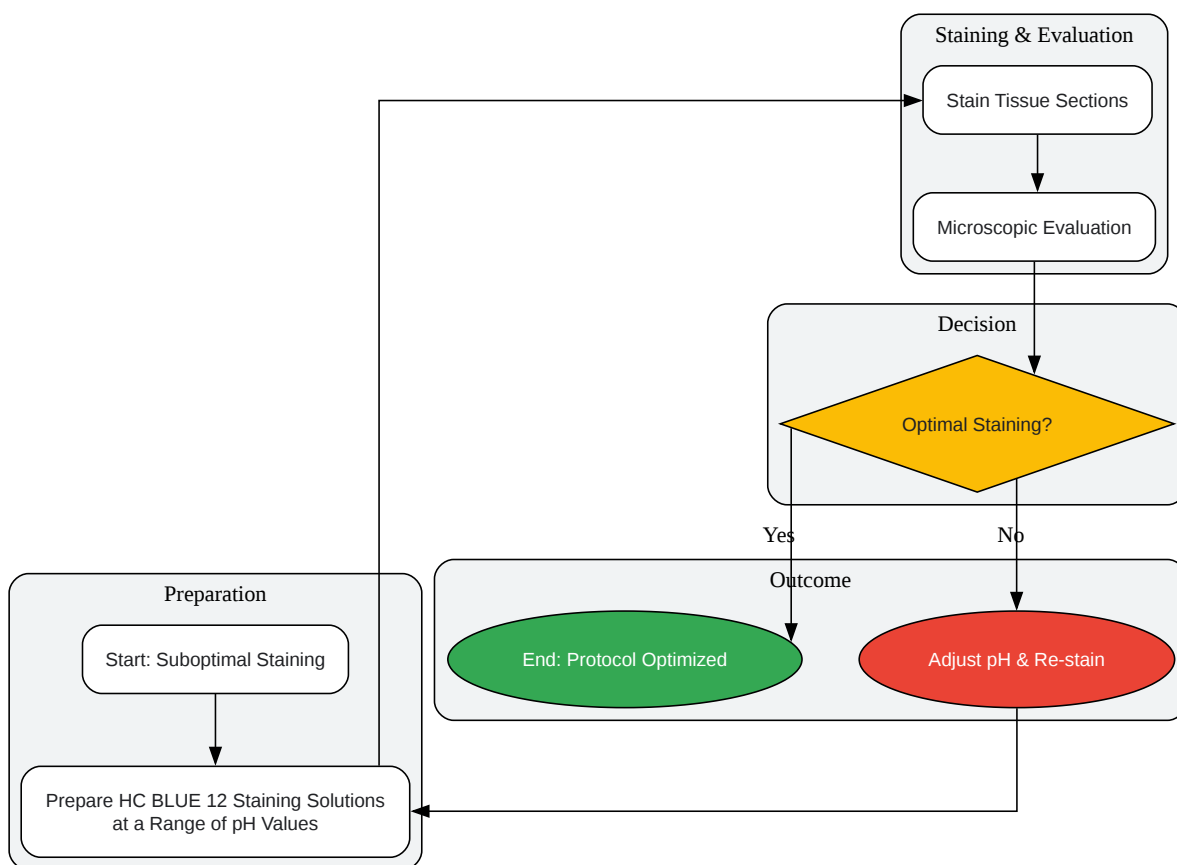 Staining & Evaluation
Stain Tissue Sections
Microscopic Evaluation
Decision
Optimal Staining?
Yes
No
Outcome
End: Protocol Optimized
Adjust pH & Re-stain
Preparation
Start: Suboptimal Staining
Prepare HC BLUE 12 Staining Solutions
at a Range of pH Values